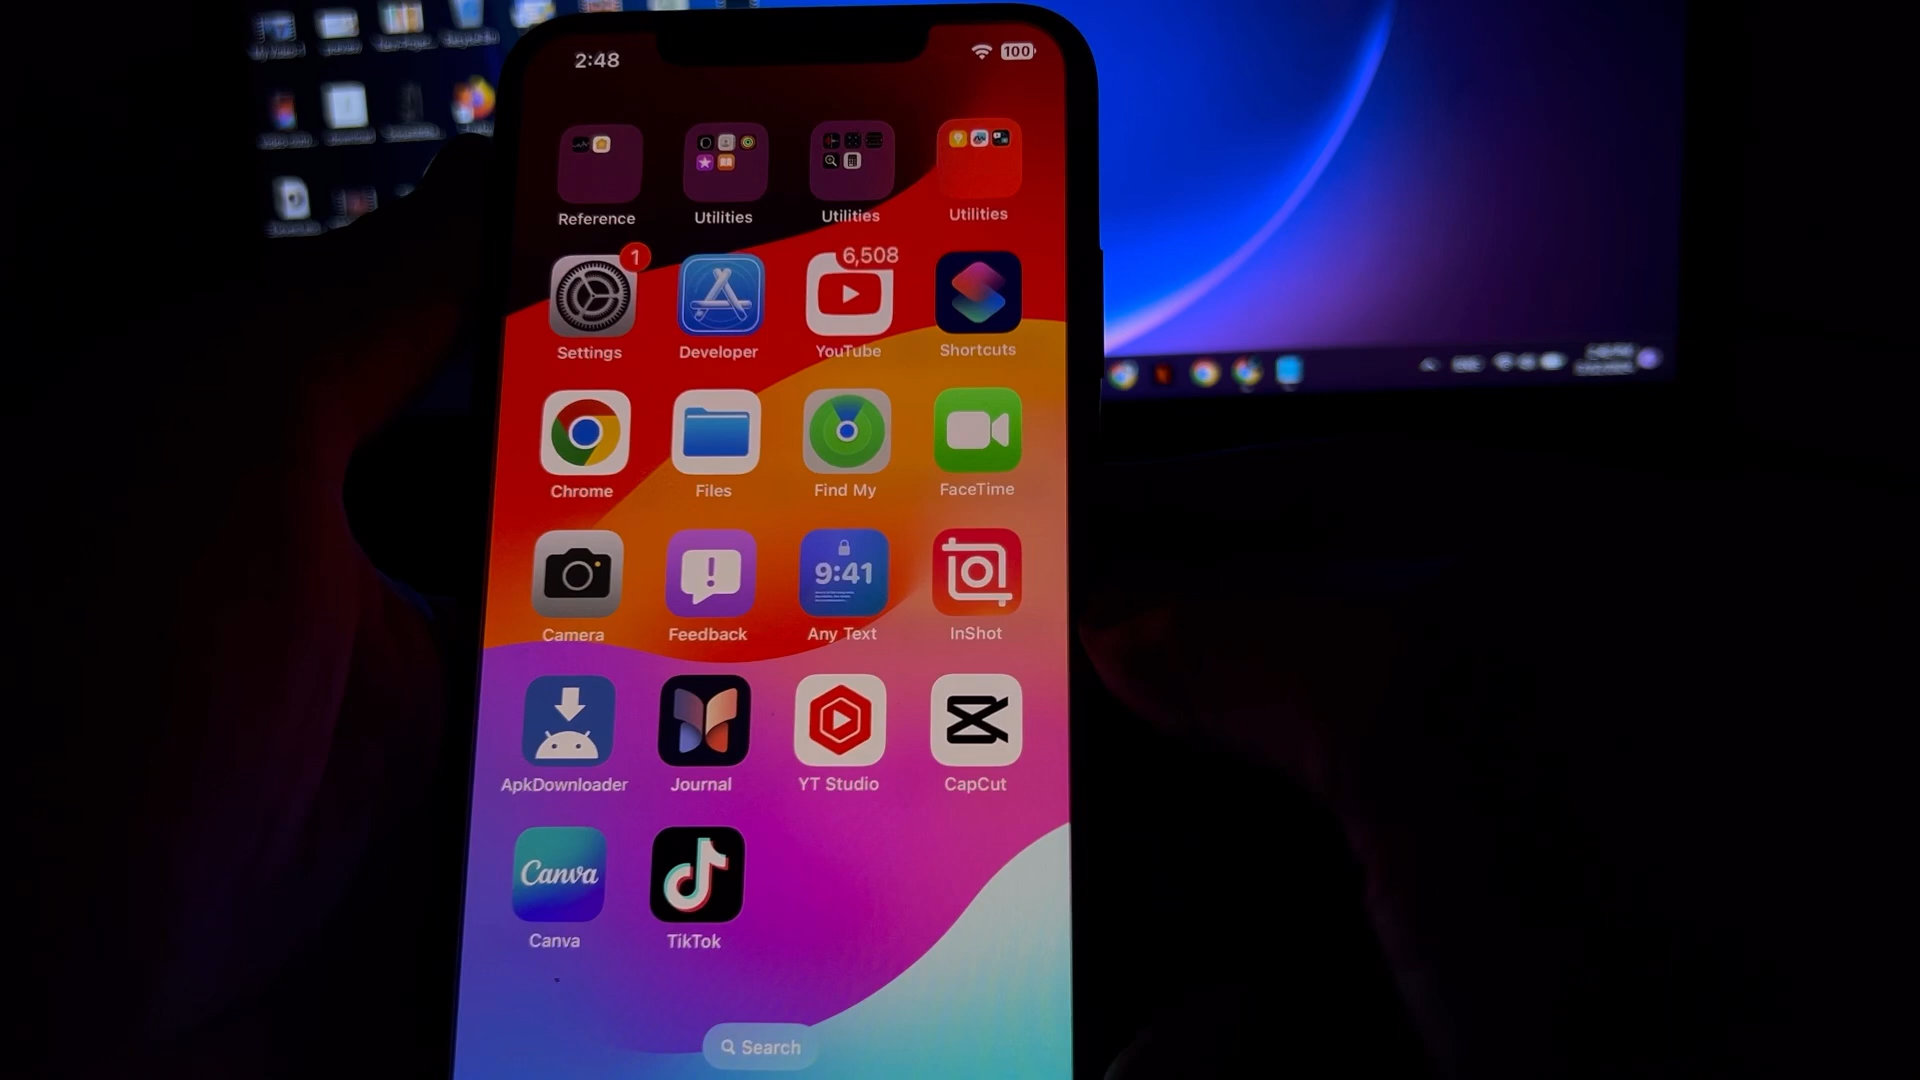 2:48
100
Reference
Utilities
Utilities
Utilities
1
6,508
Settings
Developer
YouTube
Shortcuts
Chrome
Files
Find My
FaceTime
9:41
Camera
Feedback
Any Text
InShot
ApkDownloader
Journal
YT Studio
CapCut
Canva
Canva
TikTok
Search